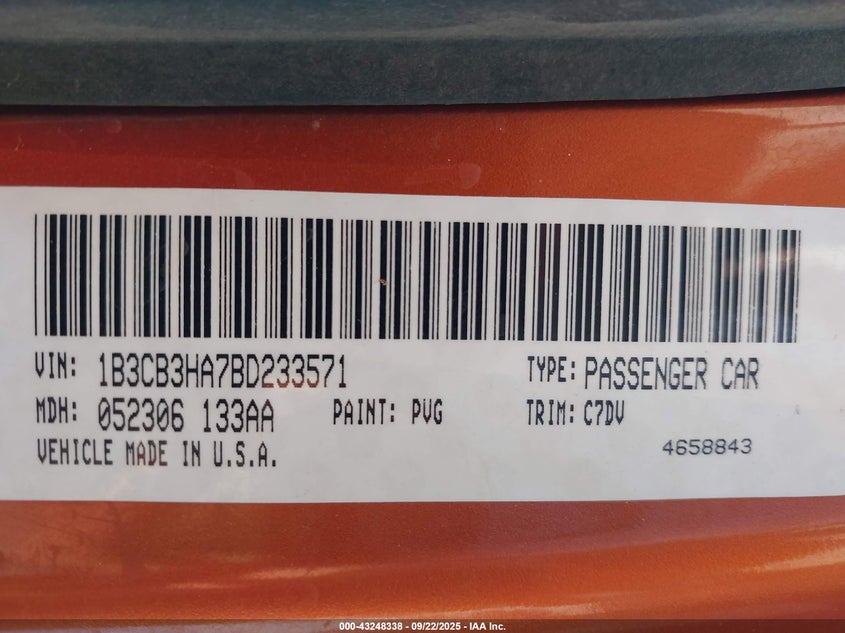 VIN: 1B3CB3HA7BD233571 TYPE: PASSENGER CAR
MDH: 052306 133AA PAINT: PVG TRIM: C7DV
VEHICLE MADE IN U.S.A. 4658843
000-43248338 - 09/22/2025 - IAA Inc.